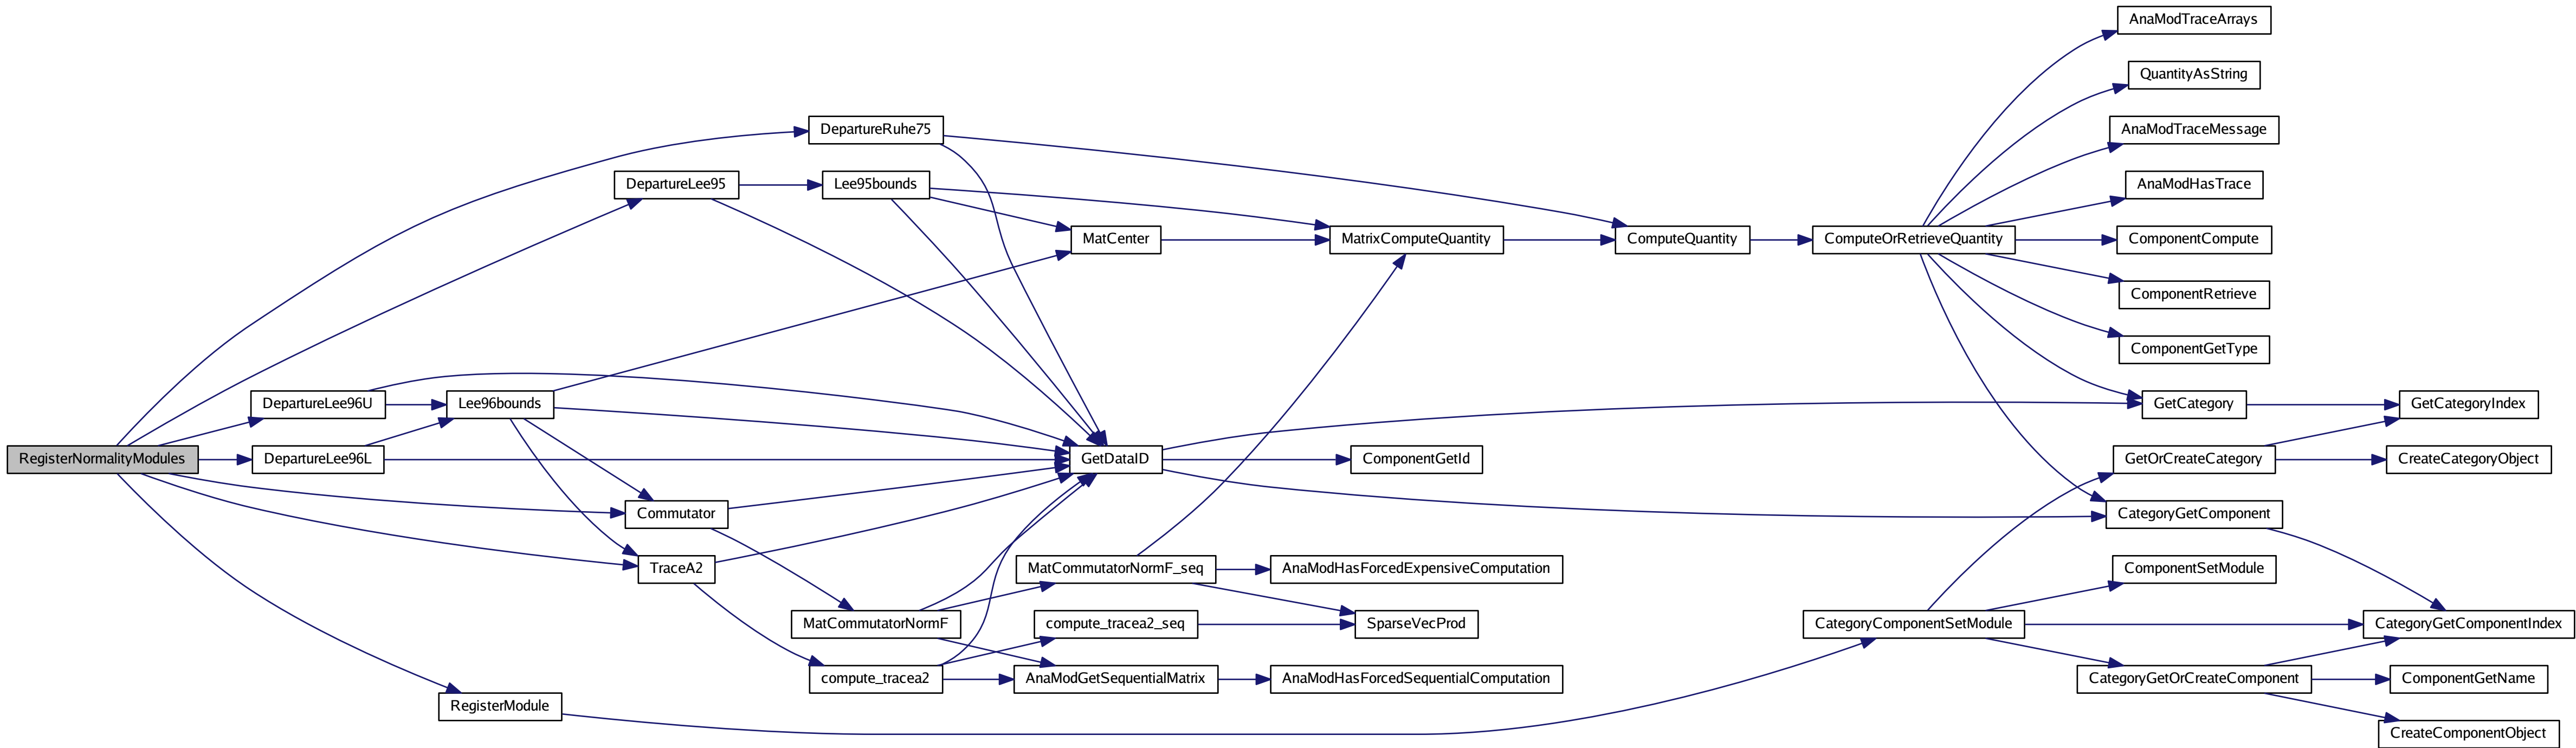 AnaModTraceArrays
QuantityAsString
DepartureRuhe75
AnaModTraceMessage
DepartureLee95
Lee95bounds
AnaModHasTrace
MatCenter
MatrixComputeQuantity
ComputeQuantity
ComputeOrRetrieveQuantity
ComponentCompute
ComponentRetrieve
ComponentGetType
DepartureLee96U
Lee96bounds
GetCategory
GetCategoryIndex
RegisterNormalityModules
DepartureLee96L
GetDataID
ComponentGetId
GetOrCreateCategory
CreateCategoryObject
Commutator
CategoryGetComponent
TraceA2
MatCommutatorNormF_seq
AnaModHasForcedExpensiveComputation
ComponentSetModule
MatCommutatorNormF
compute_tracea2_seq
SparseVecProd
CategoryComponentSetModule
CategoryGetComponentIndex
compute_tracea2
AnaModGetSequentialMatrix
AnaModHasForcedSequentialComputation
CategoryGetOrCreateComponent
ComponentGetName
RegisterModule
CreateComponentObject